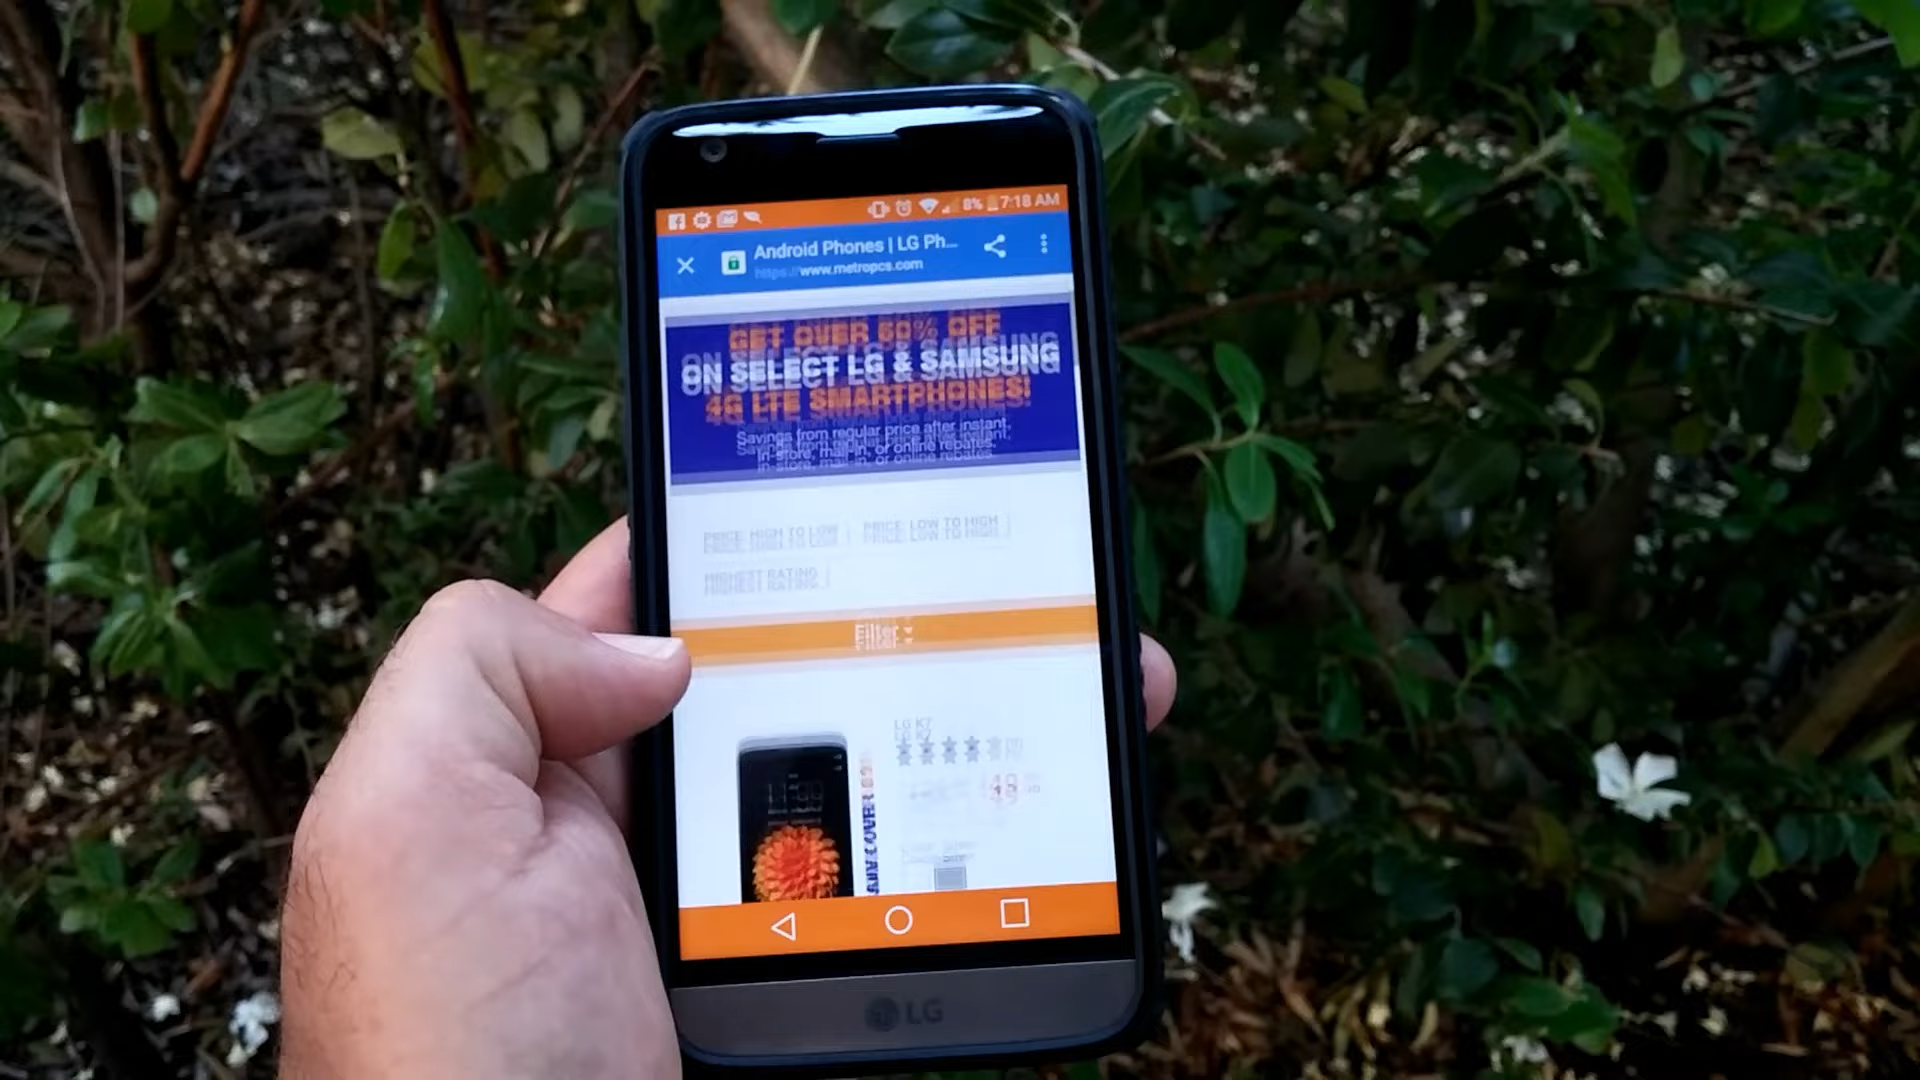 8% 7:18 AM
Android Phones | LG Ph...
https://www.metropcs.com
GET OVER 60% OFF
ON SELECT LG & SAMSUNG
4G LTE SMARTPHONES!
Savings from regular price after instant,
in-store, mail-in, or online rebates.
PRICE: HIGH TO LOW PRICE: LOW TO HIGH
HIGHEST RATING
Filter
LG K7
LG